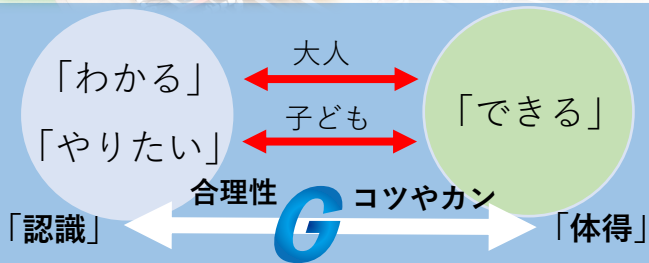 「わかる」
「やりたい」
大人
子ども
「できる」
合理性
G
コツやカン
「認識」
「体得」